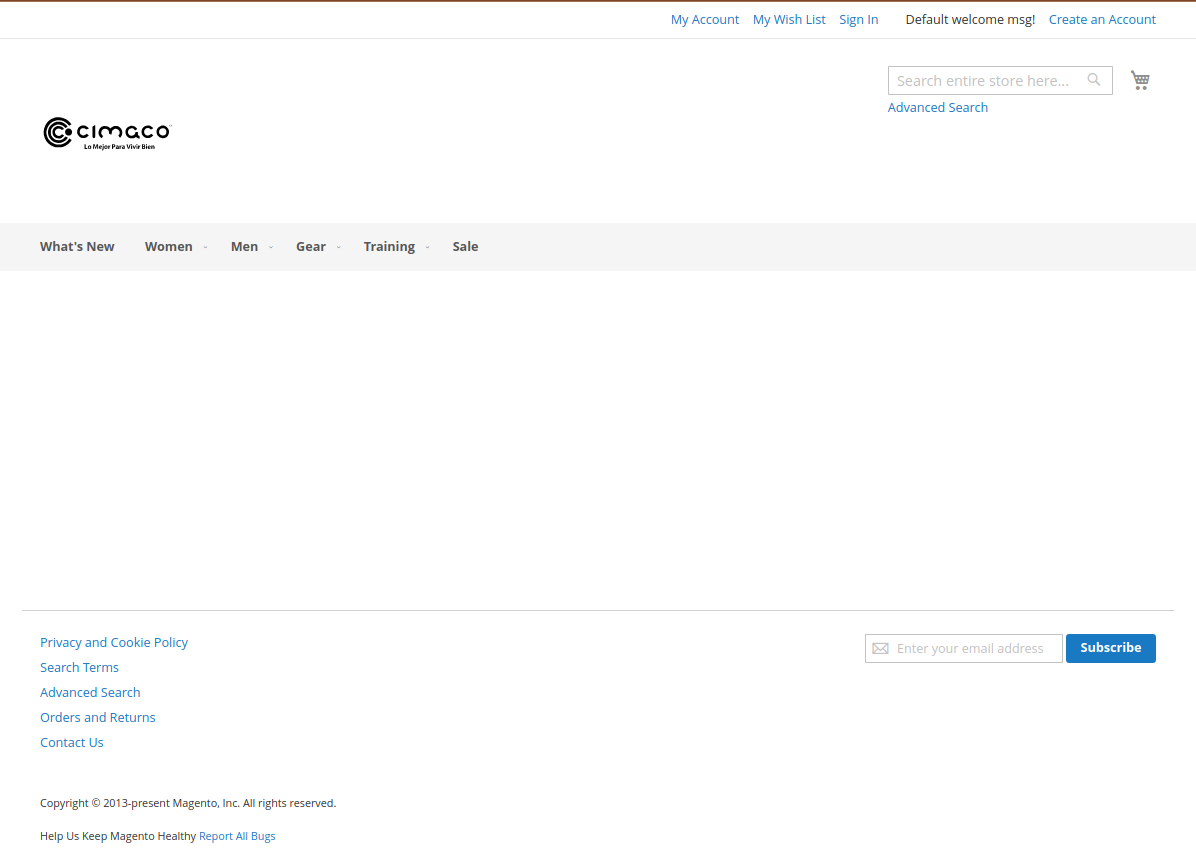 My Account My Wish List Sign In Default welcome msg! Create an Account
Search entire store here...
Advanced Search
cimaco™
Lo Mejor Para Vivir Bien
What's New Women Men Gear Training Sale
Privacy and Cookie Policy
Enter your email address Subscribe
Search Terms
Advanced Search
Orders and Returns
Contact Us
Copyright © 2013-present Magento, Inc. All rights reserved.
Help Us Keep Magento Healthy Report All Bugs